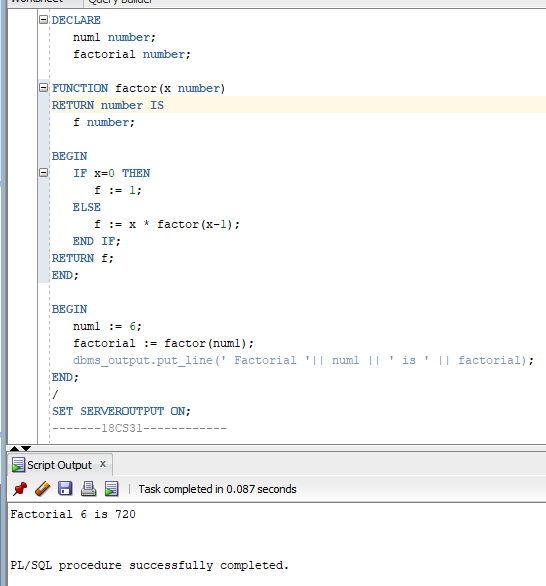 Worksheet Query Builder
DECLARE
num1 number;
factorial number;
FUNCTION factor(x number)
RETURN number IS
f number;
BEGIN
IF x=0 THEN
f := 1;
ELSE
f := x * factor(x-1);
END IF;
RETURN f;
END;
BEGIN
num1 := 6;
factorial := factor(num1);
dbms_output.put_line(' Factorial '|| num1 || ' is ' || factorial);
END;
/
SET SERVEROUTPUT ON;
-------18CS31------------
Script Output x
Task completed in 0.087 seconds
Factorial 6 is 720
PL/SQL procedure successfully completed.